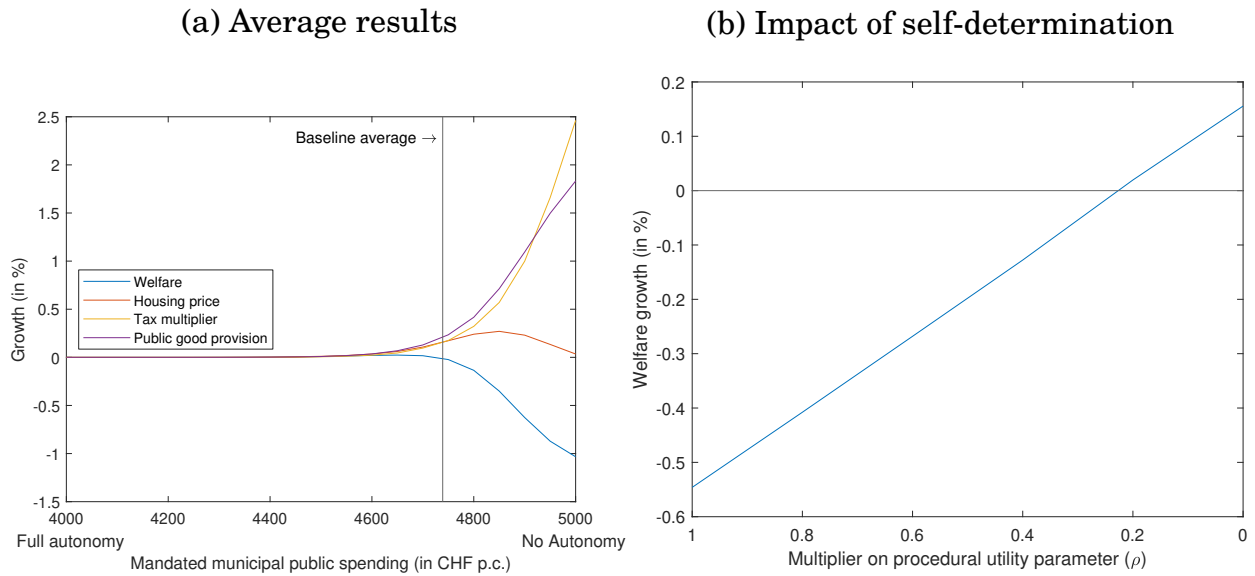 (a) Average results
2.5
2
1.5
1
0.5
0
-0.5
-1
-1.5
Growth (in %)
Baseline average →
Welfare
Housing price
Tax multiplier
Public good provision
4000
4200
4400
4600
4800
5000
Full autonomy
No Autonomy
Mandated municipal public spending (in CHF p.c.)
(b) Impact of self-determination
0.2
0.1
0
-0.1
-0.2
-0.3
-0.4
-0.5
-0.6
Welfare growth (in %)
1
0.8
0.6
0.4
0.2
0
Multiplier on procedural utility parameter (ρ)